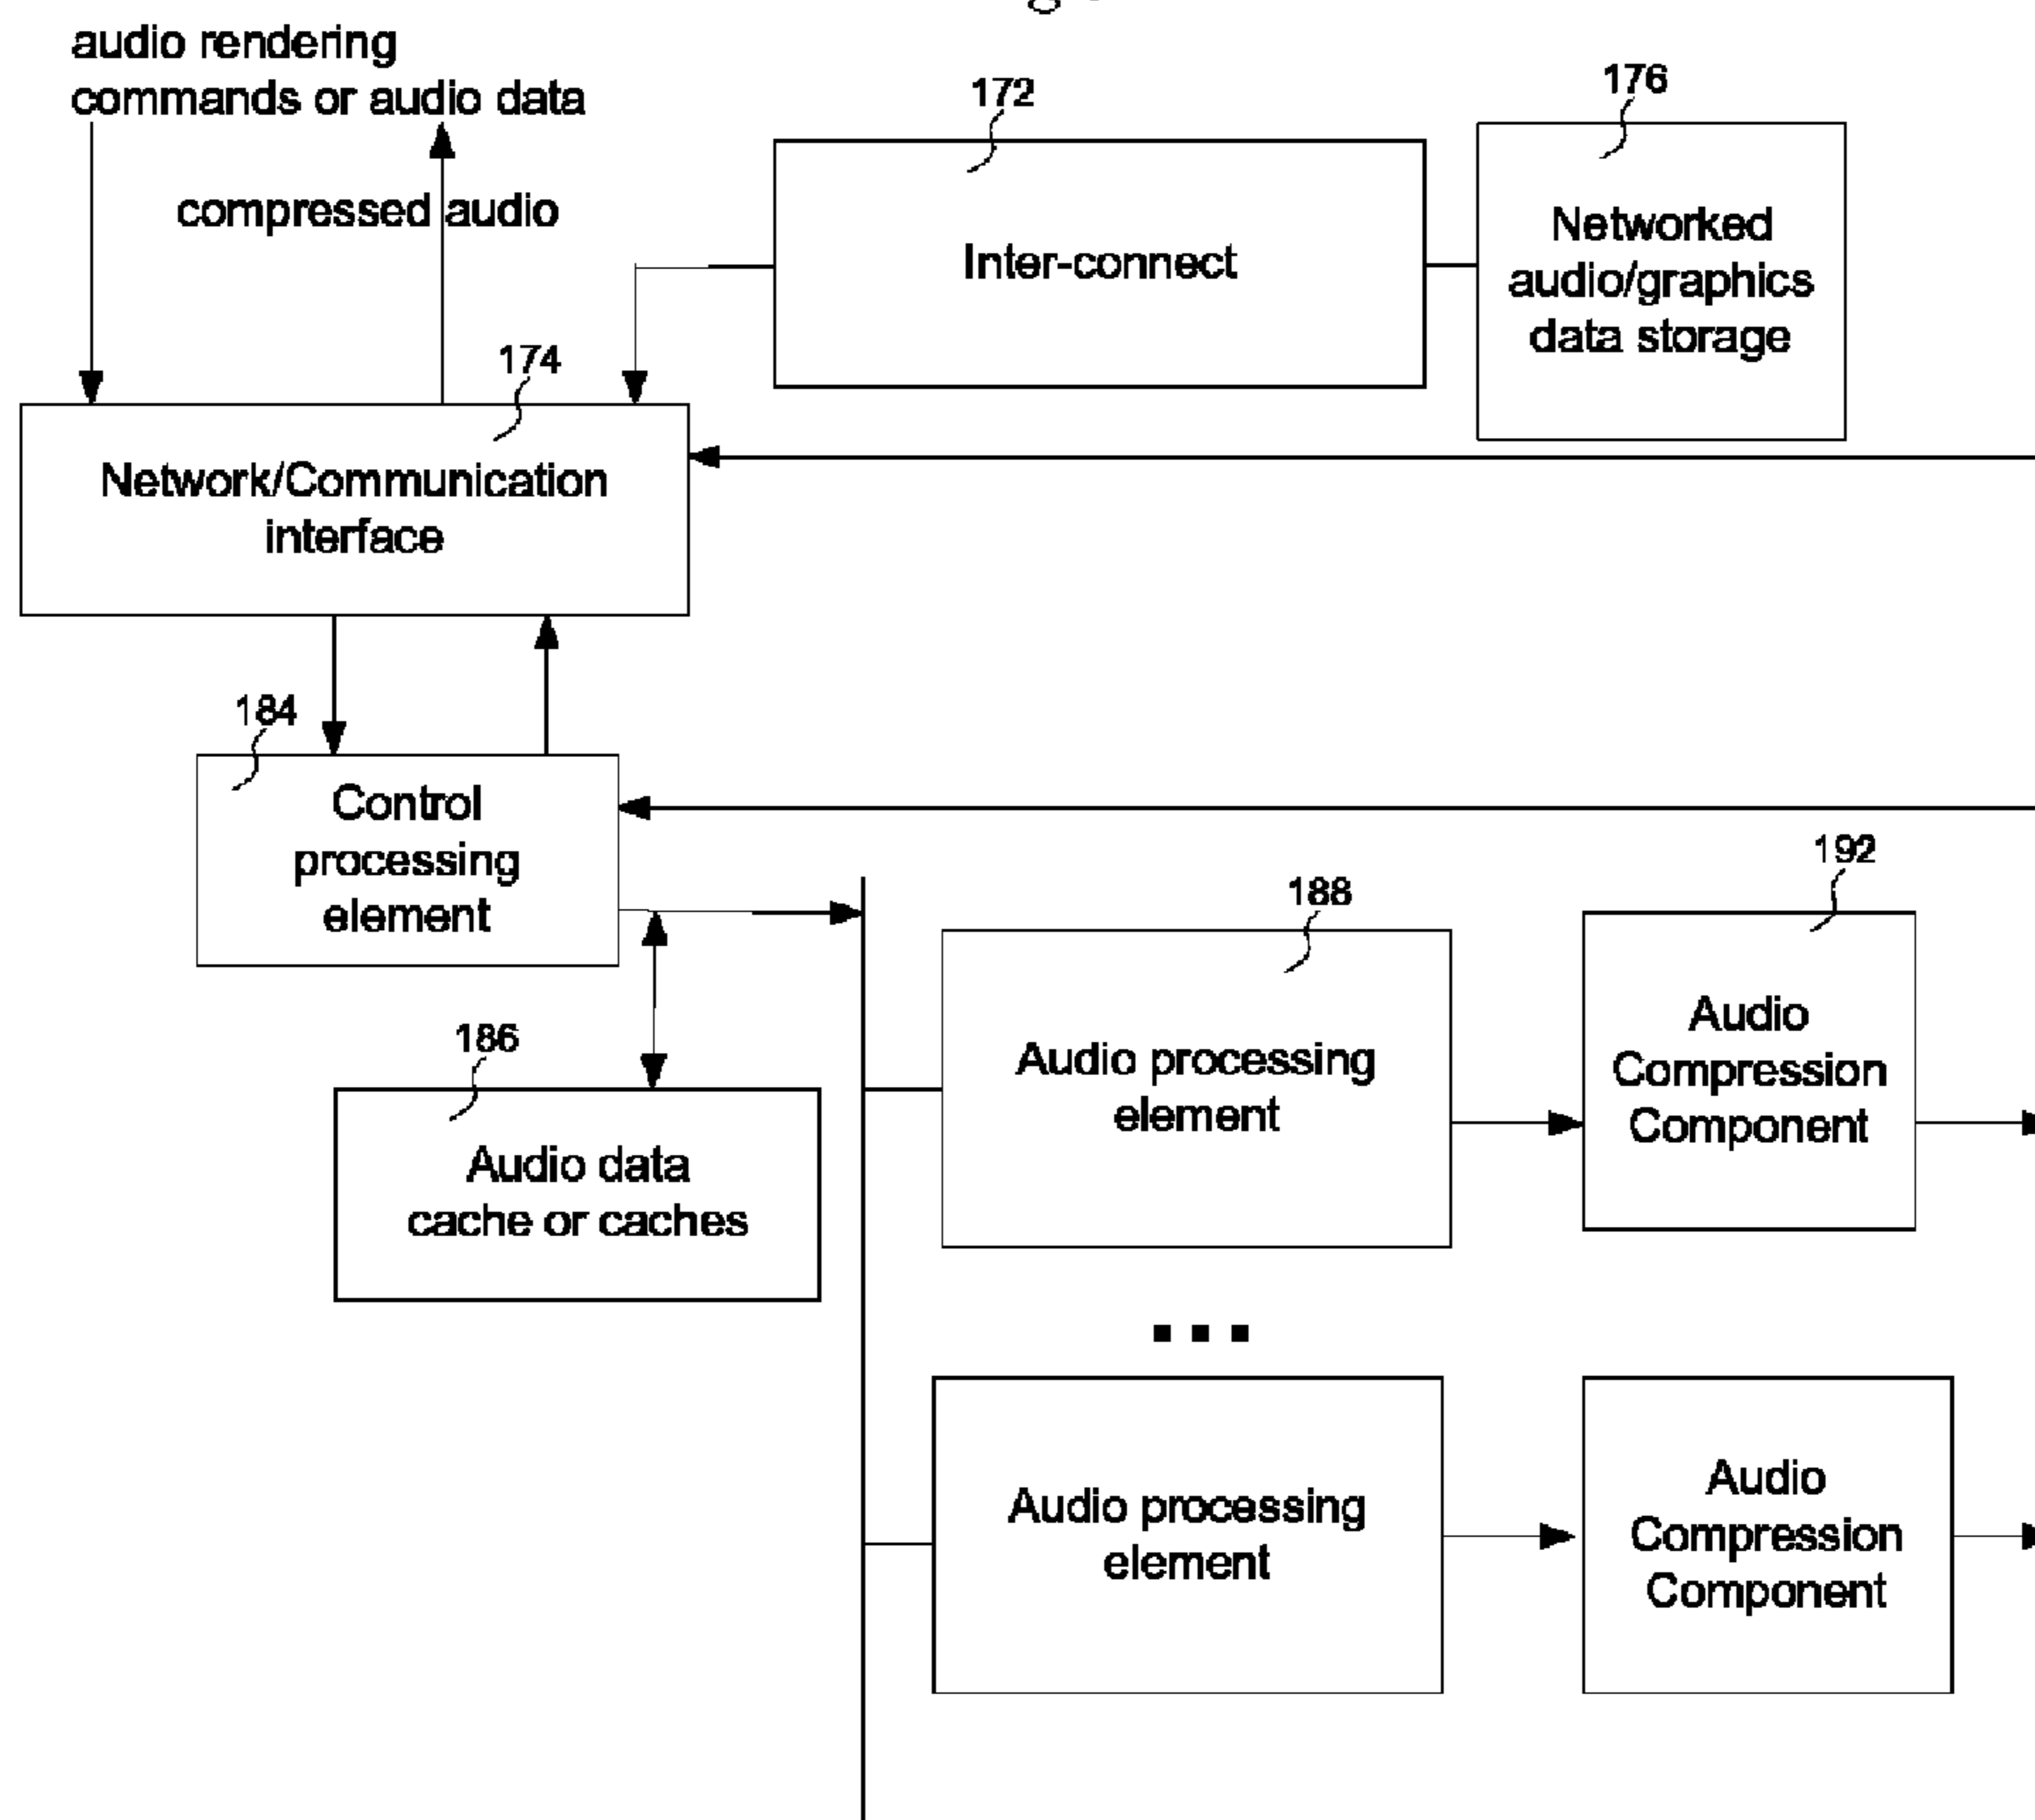 audio rendering
commands or audio data
compressed audio
172
176
Inter-connect
Networked
audio/graphics
data storage
174
Network/Communication
interface
184
Control
processing
element
192
188
Audio
Compression
Component
Audio processing
element
186
Audio data
cache or caches
...
Audio processing
element
Audio
Compression
Component